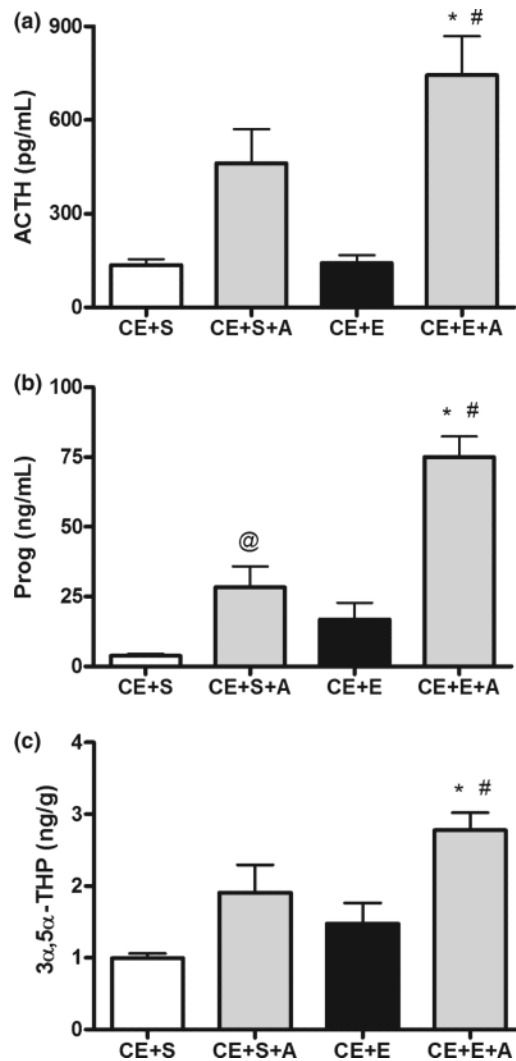 (a)
900
* #
600
300
0
ACTH (pg/mL)
CE+S CE+S+A CE+E CE+E+A
(b)
100
* #
75
50
@
25
0
Prog (ng/mL)
CE+S CE+S+A CE+E CE+E+A
(c)
4
* #
3
2
1
0
3α,5α-THP (ng/g)
CE+S CE+S+A CE+E CE+E+A